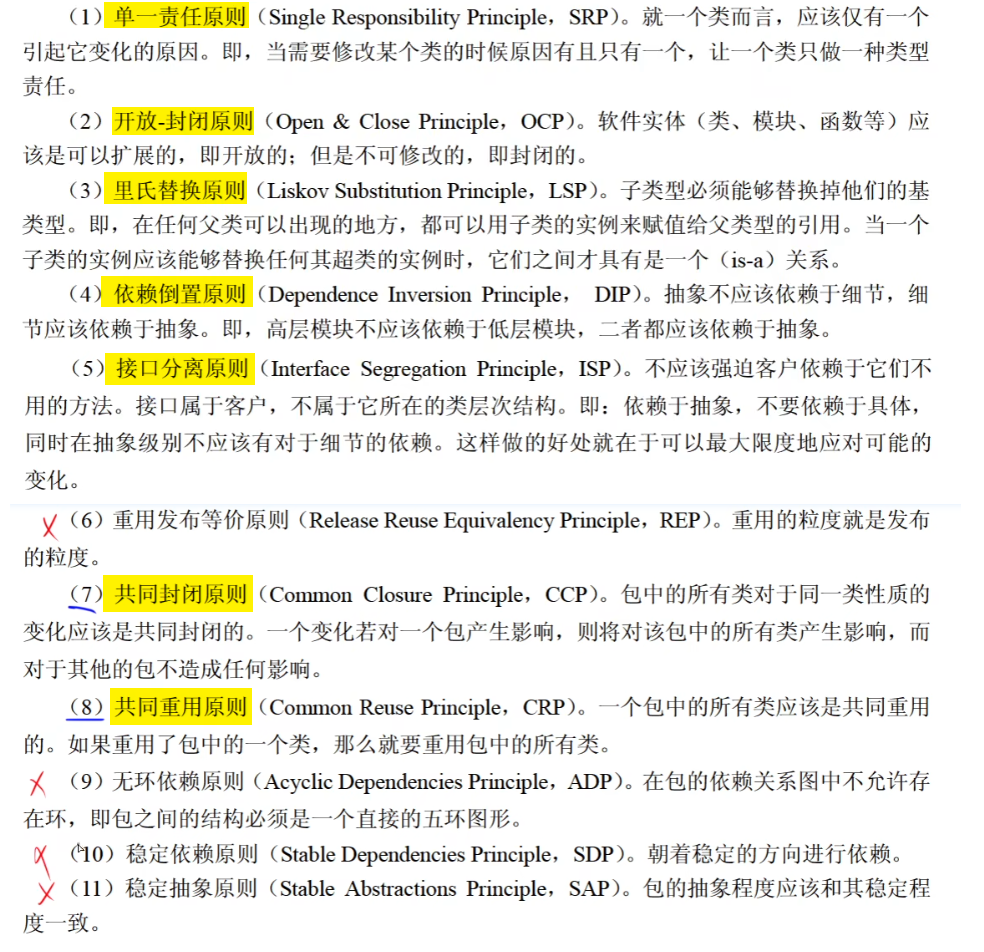 （1）单一责任原则（Single Responsibility Principle，SRP）。就一个类而言，应该仅有一个
引起它变化的原因。即，当需要修改某个类的时候原因有且只有一个，让一个类只做一种类型
责任。
（2）开放-封闭原则（Open & Close Principle，OCP）。软件实体（类、模块、函数等）应
该是可以扩展的，即开放的；但是不可修改的，即封闭的。
（3）里氏替换原则（Liskov Substitution Principle，LSP）。子类型必须能够替换掉他们的基
类型。即，在任何父类可以出现的地方，都可以用子类的实例来赋值给父类型的引用。当一个
子类的实例应该能够替换任何其超类的实例时，它们之间才具有是一个（is-a）关系。
（4）依赖倒置原则（Dependence Inversion Principle， DIP）。抽象不应该依赖于细节，细
节应该依赖于抽象。即，高层模块不应该依赖于低层模块，二者都应该依赖于抽象。
（5）接口分离原则（Interface Segregation Principle，ISP）。不应该强迫客户依赖于它们不
用的方法。接口属于客户，不属于它所在的类层次结构。即：依赖于抽象，不要依赖于具体，
同时在抽象级别不应该有对于细节的依赖。这样做的好处就在于可以最大限度地应对可能的
变化。
（6）重用发布等价原则（Release Reuse Equivalency Principle，REP）。重用的粒度就是发布
的粒度。
（7）共同封闭原则（Common Closure Principle，CCP）。包中的所有类对于同一类性质的
变化应该是共同封闭的。一个变化若对一个包产生影响，则将对该包中的所有类产生影响，而
对于其他的包不造成任何影响。
（8）共同重用原则（Common Reuse Principle，CRP）。一个包中的所有类应该是共同重用
的。如果重用了包中的一个类，那么就要重用包中的所有类。
（9）无环依赖原则（Acyclic Dependencies Principle，ADP）。在包的依赖关系图中不允许存
在环，即包之间的结构必须是一个直接的五环图形。
（10）稳定依赖原则（Stable Dependencies Principle，SDP）。朝着稳定的方向进行依赖。
（11）稳定抽象原则（Stable Abstractions Principle，SAP）。包的抽象程度应该和其稳定程
度一致。